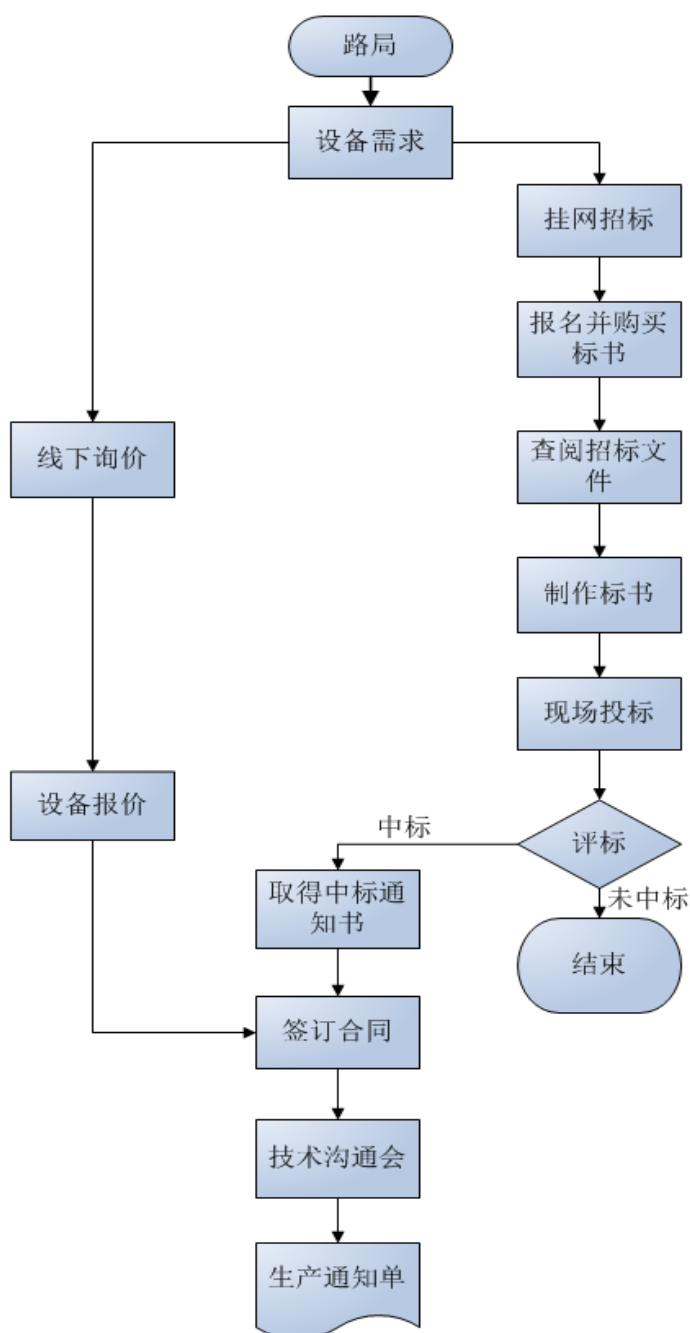 路局
设备需求
挂网招标
报名并购买
标书
线下询价
查阅招标文
件
制作标书
现场投标
设备报价
中标
评标
取得中标通
知书
未中标
结束
签订合同
技术沟通会
生产通知单